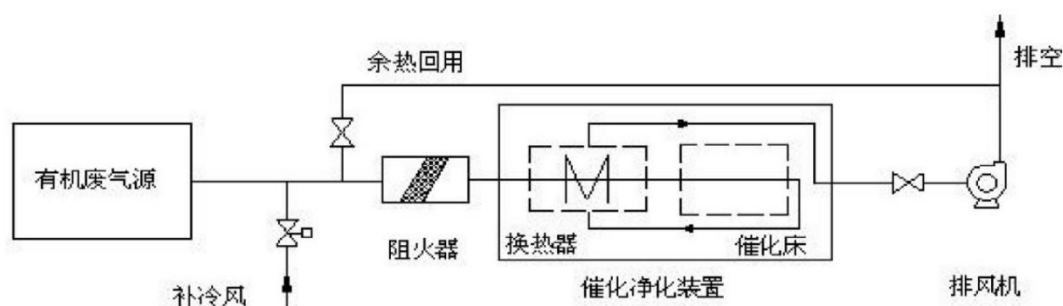 余热回用
排空
有机废气源
阻火器
换热器
催化床
补冷风
催化净化装置
排风机